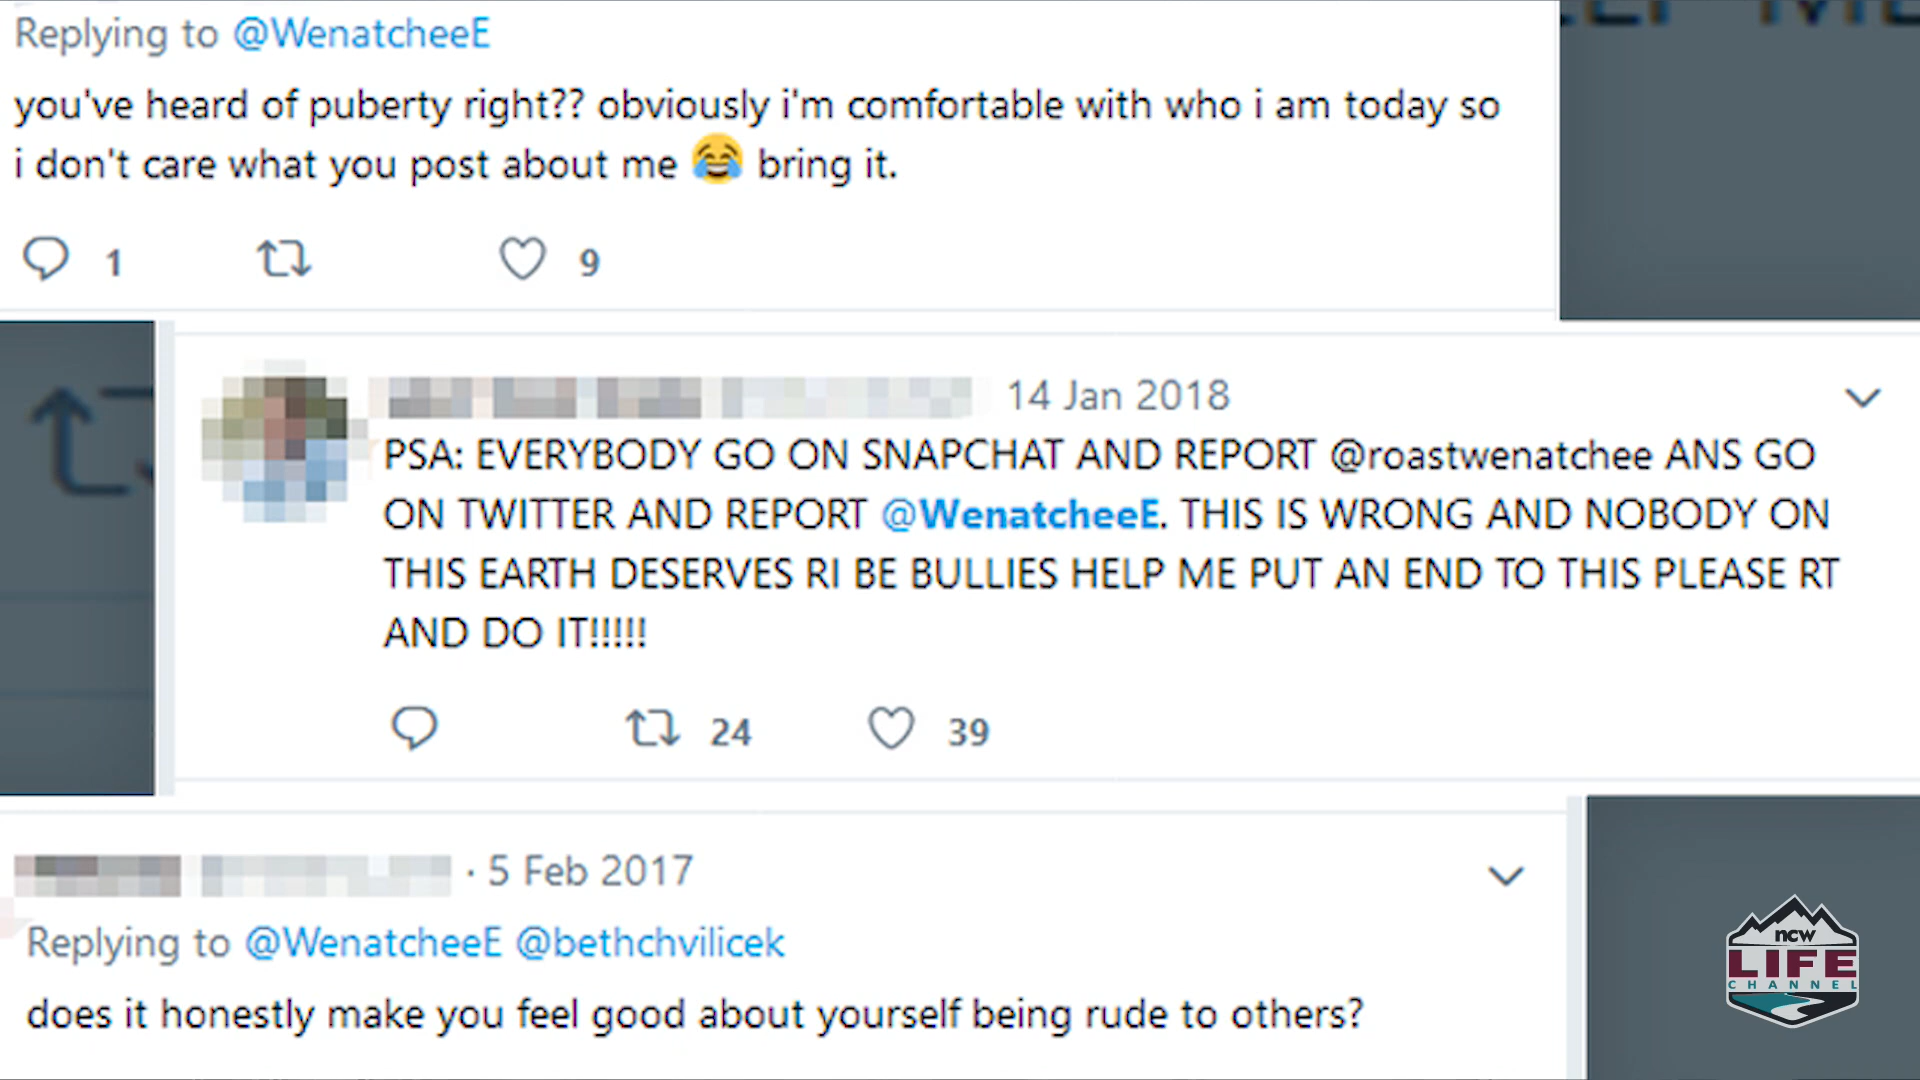 Replying to @WenatcheeE
you've heard of puberty right?? obviously i'm comfortable with who i am today so
i don't care what you post about me 😂 bring it.
1 9
14 Jan 2018
PSA: EVERYBODY GO ON SNAPCHAT AND REPORT @roastwenatchee ANS GO
ON TWITTER AND REPORT @WenatcheeE. THIS IS WRONG AND NOBODY ON
THIS EARTH DESERVES RI BE BULLIES HELP ME PUT AN END TO THIS PLEASE RT
AND DO IT!!!!!
24 39
· 5 Feb 2017
Replying to @WenatcheeE @bethchvilicek
does it honestly make you feel good about yourself being rude to others?
ncw
LIFE
CHANNEL